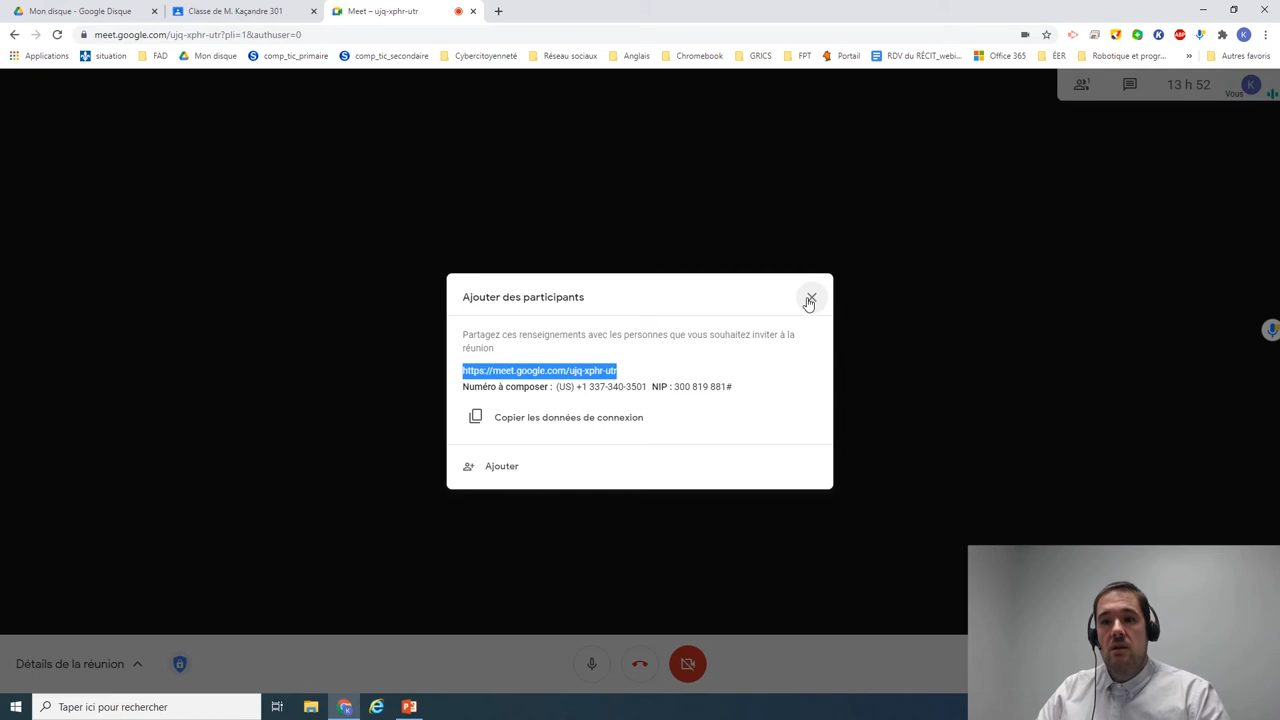 Mon disque - Google Disque
Classe de M. Kaçandre 301
Meet – ujq-xphr-utr
meet.google.com/ujq-xphr-utr?pli=1&authuser=0
Applications
situation
FAD
Mon disque
comp_tic_primaire
comp_tic_secondaire
Cybercitoyenneté
Réseau sociaux
Anglais
Chromebook
GRICS
FPT
Portail
RDV du RÉCIT_webi...
Office 365
ÉER
Robotique et progr...
»
Autres favoris
13 h 52
Vous
K
Ajouter des participants
Partagez ces renseignements avec les personnes que vous souhaitez inviter à la
réunion
https://meet.google.com/ujq-xphr-utr
Numéro à composer : (US) +1 337-340-3501 NIP : 300 819 881#
Copier les données de connexion
Ajouter
Détails de la réunion
Taper ici pour rechercher